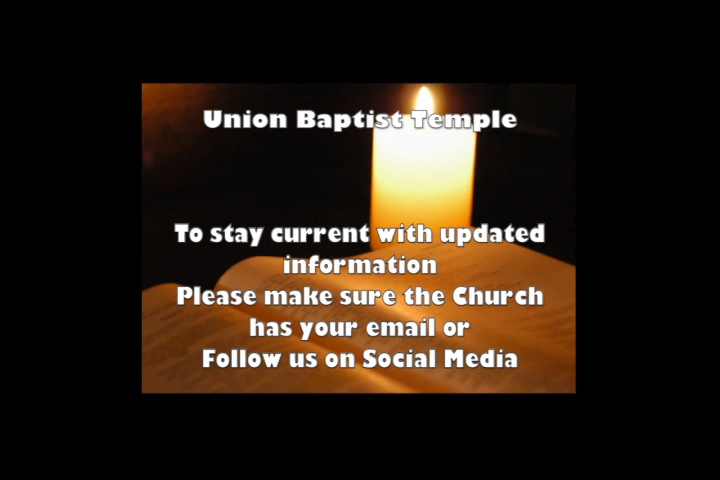 Union Baptist Temple
To stay current with updated
information
Please make sure the Church
has your email or
Follow us on Social Media